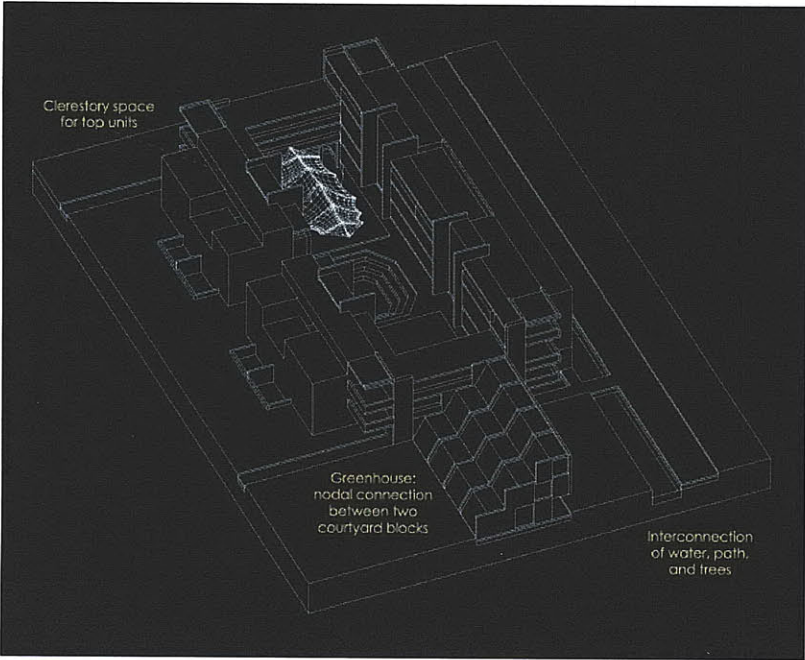 Clerestory space
for top units
Greenhouse:
nodal connection
between two
courtyard blocks
Interconnection
of water, path,
and trees